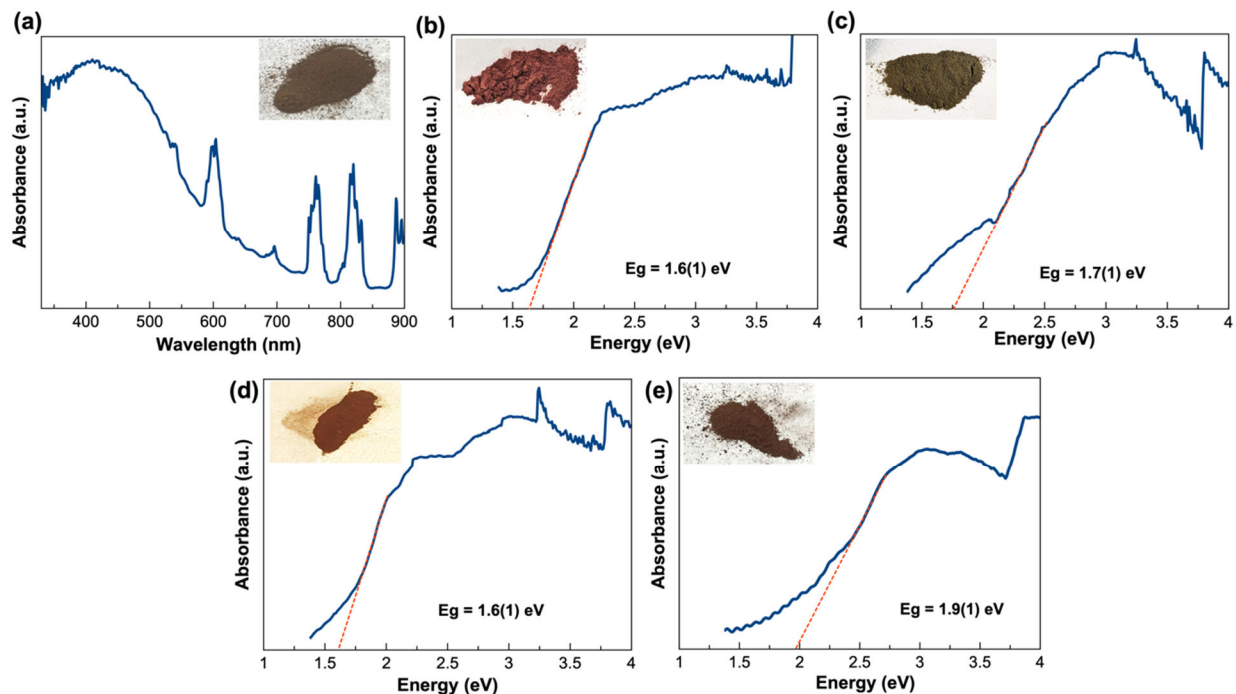 (a)
Absorbance (a.u.)
400 500 600 700 800 900
Wavelength (nm)
(b)
Absorbance (a.u.)
Eg = 1.6(1) eV
1 1.5 2 2.5 3 3.5 4
Energy (eV)
(c)
Absorbance (a.u.)
Eg = 1.7(1) eV
1 1.5 2 2.5 3 3.5 4
Energy (eV)
(d)
Absorbance (a.u.)
Eg = 1.6(1) eV
1 1.5 2 2.5 3 3.5 4
Energy (eV)
(e)
Absorbance (a.u.)
Eg = 1.9(1) eV
1 1.5 2 2.5 3 3.5 4
Energy (eV)